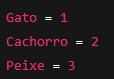 Gato = 1
Cachorro = 2
Peixe = 3